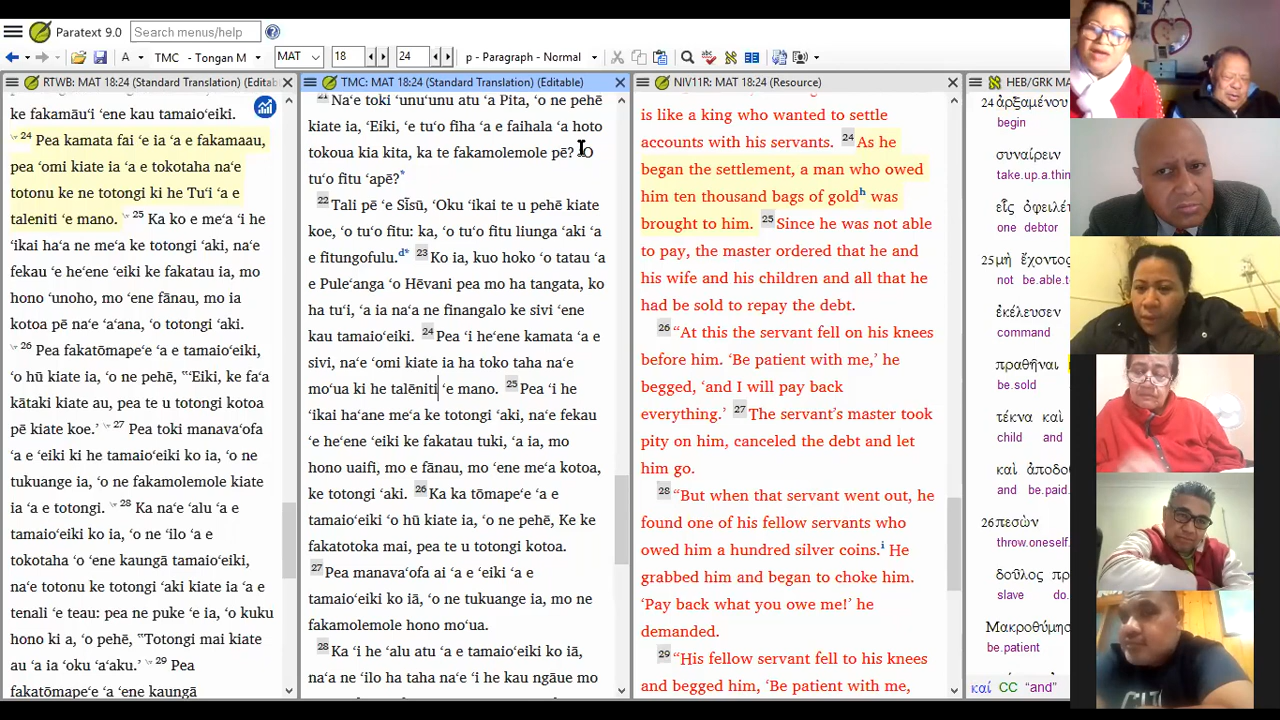 Paratext 9.0
Search menus/help
TMC - Tongan M
MAT
18
24
p - Paragraph - Normal
RTWB: MAT 18:24 (Standard Translation) (Editab
ke fakamāuʻi ʻene kau tamaioʻeiki.
24 Pea kamata fai ʻe ia ʻa e fakamaau,
pea ʻomi kiate ia ʻa e tokotaha naʻe
totonu ke ne totongi ki he Tuʻi ʻa e
taleniti ʻe mano. 25 Ka ko e meʻa ʻi he
ʻikai haʻa ne meʻa ke totongi ʻaki, naʻe
fekau ʻe heʻene ʻeiki ke fakatau ia, mo
hono ʻunoho, mo ʻene fānau, mo ia
kotoa pē naʻe aʻana, ʻo totongi ʻaki.
26 Pea fakatōmapeʻe ʻa e tamaioʻeiki,
ʻo hū kiate ia, ʻo ne pehē, “ʻEiki, ke faʻa
kātaki kiate au, pea te u totongi kotoa
pē kiate koe.’ 27 Pea toki manavaʻofa
ʻa e ʻeiki ki he tamaioʻeiki ko ia, ʻo ne
tukuange ia, ʻo ne fakamolemole kiate
ia ʻa e totongi. 28 Ka naʻe ʻalu ʻa e
tamaioʻeiki ko ia, ʻo ne ʻilo ʻa e
tokotaha ʻo hono kaungā tamaioʻeiki,
naʻe totonu ke totongi ʻaki kiate ia ʻa e
tenali ʻe teau: pea ne puke ʻe ia, ʻo kuku
hono ki a, ʻo pehē, “Totongi mai kiate
au ʻa ia ʻoku ʻaʻaku.’ 29 Pea
fakatōmapeʻe ʻa e ʻene kaungā
TMC: MAT 18:24 (Standard Translation) (Editable)
21 Naʻe toki ʻunuʻunu atu ʻa Pita, ʻo ne pehē
kiate ia, ʻEiki, ʻe tuʻo fiha ʻa e faihala ʻa hoto
tokoua kia kita, ka te fakamolemole pē? ʻO
tuʻo fitu ʻapē?*
22 Tali pē ʻe Sīsū, ʻOku ʻikai te u pehē kiate
koe, ʻo tuʻo fitu: ka, ʻo tuʻo fitu liunga ʻaki ʻa
e fitungofulu.d* 23 Ko ia, kuo hoko ʻo tatau ʻa
e Puleʻanga ʻo Hēvani pea mo ha tangata, ko
ha tuʻi, ʻa ia naʻa ne finangalo ke sivi ʻene
kau tamaioʻeiki. 24 Pea ʻi heʻene kamata ʻa e
sivi, naʻe ʻomi kiate ia ha toko taha naʻe
moʻua ki he talēniti ʻe mano. 25 Pea ʻi he
ʻikai haʻane meʻa ke totongi ʻaki, naʻe fekau
ʻe heʻene ʻeiki ke fakatau tuki, ʻa ia, mo
hono uaifi, mo e fānau, mo ʻene meʻa kotoa,
ke totongi ʻaki. 26 Ka ka tōmapeʻe ʻa e
tamaioʻeiki ʻo hū kiate ia, ʻo ne pehē, Ke ke
fakatotoka mai, pea te u totongi kotoa.
27 Pea manavaʻofa ai ʻa e ʻeiki ʻa e
tamaioʻeiki ko iā, ʻo ne tukuange ia, mo ne
fakamolemole hono moʻua.
28 Ka ʻi he ʻalu atu ʻa e tamaioʻeiki ko iā,
naʻa ne ʻilo ha taha naʻe ʻi he kau ngāue mo
NIV11R: MAT 18:24 (Resource)
is like a king who wanted to settle
accounts with his servants. 24 As he
began the settlement, a man who owed
him ten thousand bags of goldh was
brought to him. 25 Since he was not able
to pay, the master ordered that he and
his wife and his children and all that he
had be sold to repay the debt.
26 “At this the servant fell on his knees
before him. ‘Be patient with me,’ he
begged, ‘and I will pay back
everything.’ 27 The servant’s master took
pity on him, canceled the debt and let
him go.
28 “But when that servant went out, he
found one of his fellow servants who
owed him a hundred silver coins.i He
grabbed him and began to choke him.
‘Pay back what you owe me!’ he
demanded.
29 “His fellow servant fell to his knees
and begged him, ‘Be patient with me,
HEB/GRK MA
24 ἀρξαμένου
begin
συναίρειν
take.up.a.thin
εἷς ὀφειλέτ
one debtor
25 μὴ ἔχοντος
not be.able.t
ἐκέλευσεν
command
πραθῆναι
be.sold
τέκνα καὶ
child and
καὶ ἀποδο
and be.paid.
26 πεσὼν
throw.oneself.
δοῦλος πρ
slave do.
Μακροθύμησ
be.patient
καί CC “and”